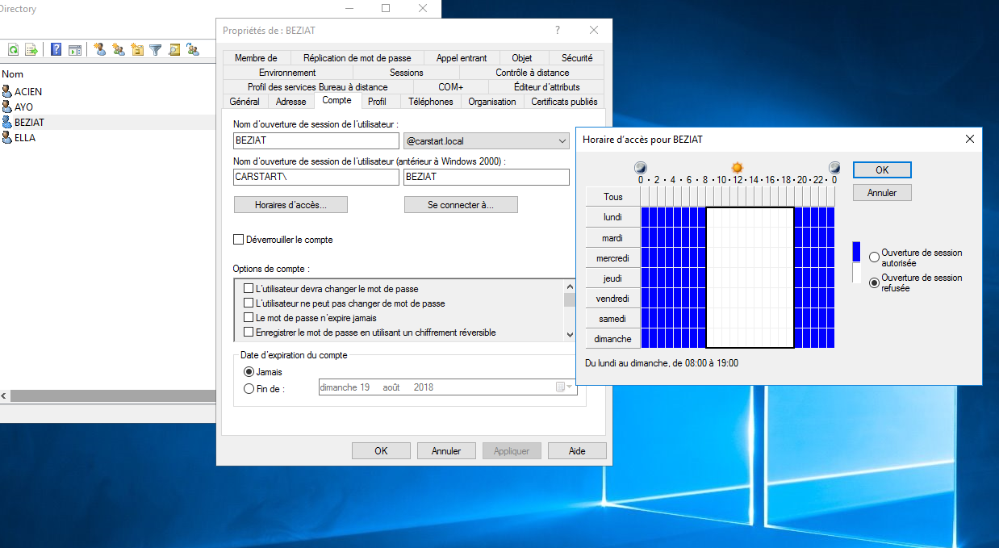 Directory
Nom
ACIEN
AYO
BEZIAT
ELLA
Propriétés de : BEZIAT
?
Membre de
Réplication de mot de passe
Appel entrant
Objet
Sécurité
Environnement
Sessions
Contrôle à distance
Profil des services Bureau à distance
COM+
Éditeur d'attributs
Général
Adresse
Compte
Profil
Téléphones
Organisation
Certificats publiés
Nom d'ouverture de session de l'utilisateur :
BEZIAT
@carstart.local
Nom d'ouverture de session de l'utilisateur (antérieur à Windows 2000) :
CARSTART\
BEZIAT
Horaires d'accès...
Se connecter à...
Déverrouiller le compte
Options de compte :
L'utilisateur devra changer le mot de passe
L'utilisateur ne peut pas changer de mot de passe
Le mot de passe n'expire jamais
Enregistrer le mot de passe en utilisant un chiffrement réversible
Date d'expiration du compte
Jamais
Fin de :
dimanche 19 août 2018
OK
Annuler
Appliquer
Aide
Horaire d'accès pour BEZIAT
0 · 2 · 4 · 6 · 8 · 10 · 12 · 14 · 16 · 18 · 20 · 22 · 0
Tous
lundi
mardi
mercredi
jeudi
vendredi
samedi
dimanche
OK
Annuler
Ouverture de session
autorisée
Ouverture de session
refusée
Du lundi au dimanche, de 08:00 à 19:00